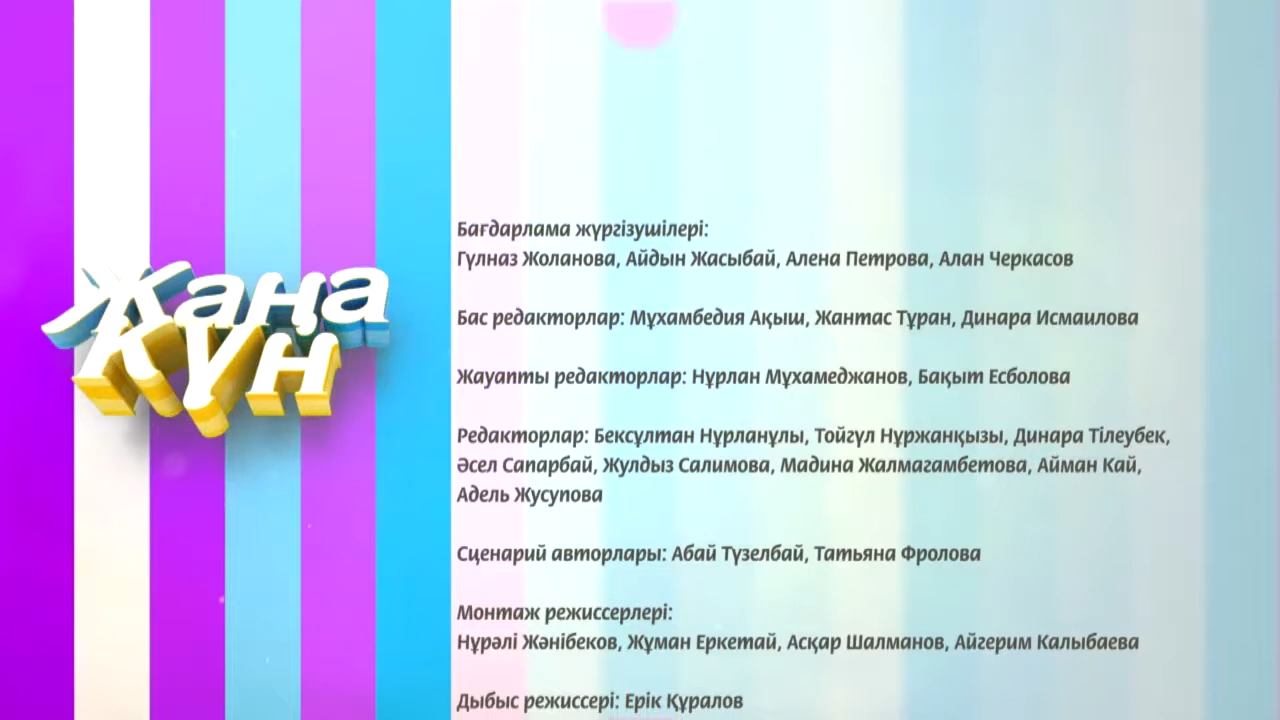 Жаңа
Күн
Бағдарлама жүргізушілері:
Гүлназ Жоланова, Айдын Жасыбай, Алена Петрова, Алан Черкасов
Бас редакторлар: Мұхамбедия Ақыш, Жантас Тұран, Динара Исмаилова
Жауапты редакторлар: Нұрлан Мұхамеджанов, Бақыт Есболова
Редакторлар: Бексұлтан Нұрланұлы, Тойгүл Нұржанқызы, Динара Тілеубек,
Әсел Сапарбай, Жулдыз Салимова, Мадина Жалмагамбетова, Айман Кай,
Адель Жусупова
Сценарий авторлары: Абай Түзелбай, Татьяна Фролова
Монтаж режиссерлері:
Нұрәлі Жәнібеков, Жұман Еркетай, Асқар Шалманов, Айгерим Калыбаева
Дыбыс режиссері: Ерік Құралов